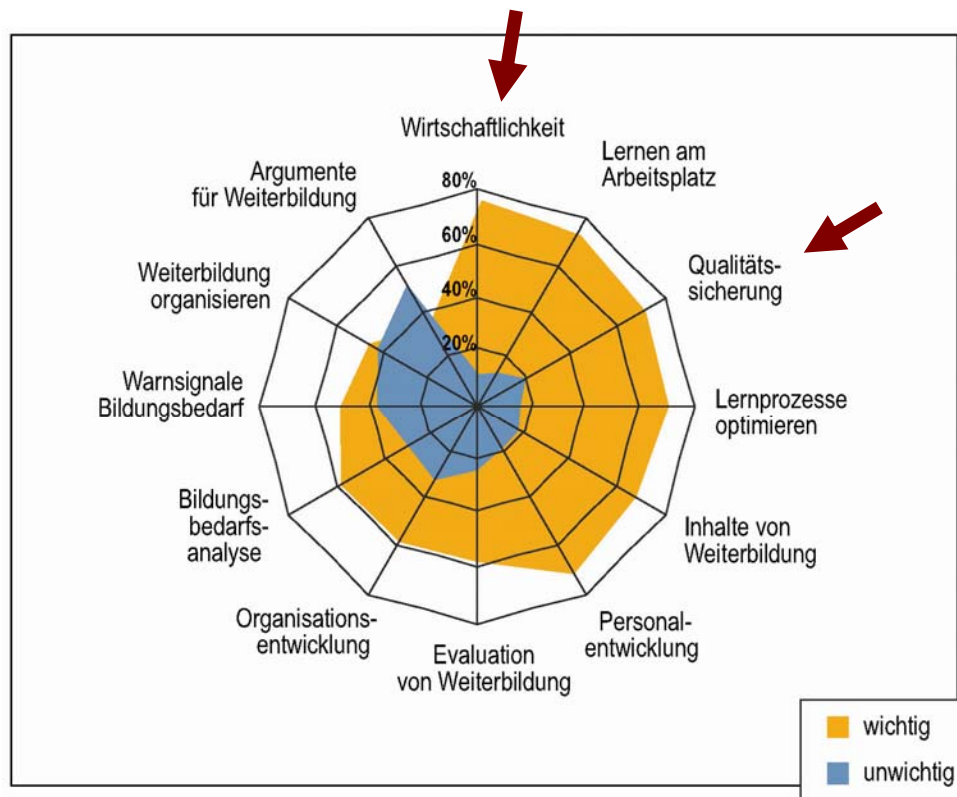 Wirtschaftlichkeit
Lernen am
Arbeitsplatz
Qualitäts-
sicherung
Lernprozesse
optimieren
Inhalte von
Weiterbildung
Personal-
entwicklung
Evaluation
von Weiterbildung
Organisations-
entwicklung
Bildungs-
bedarfs-
analyse
Warnsignale
Bildungsbedarf
Weiterbildung
organisieren
Argumente
für Weiterbildung
80%
60%
40%
20%
wichtig
unwichtig